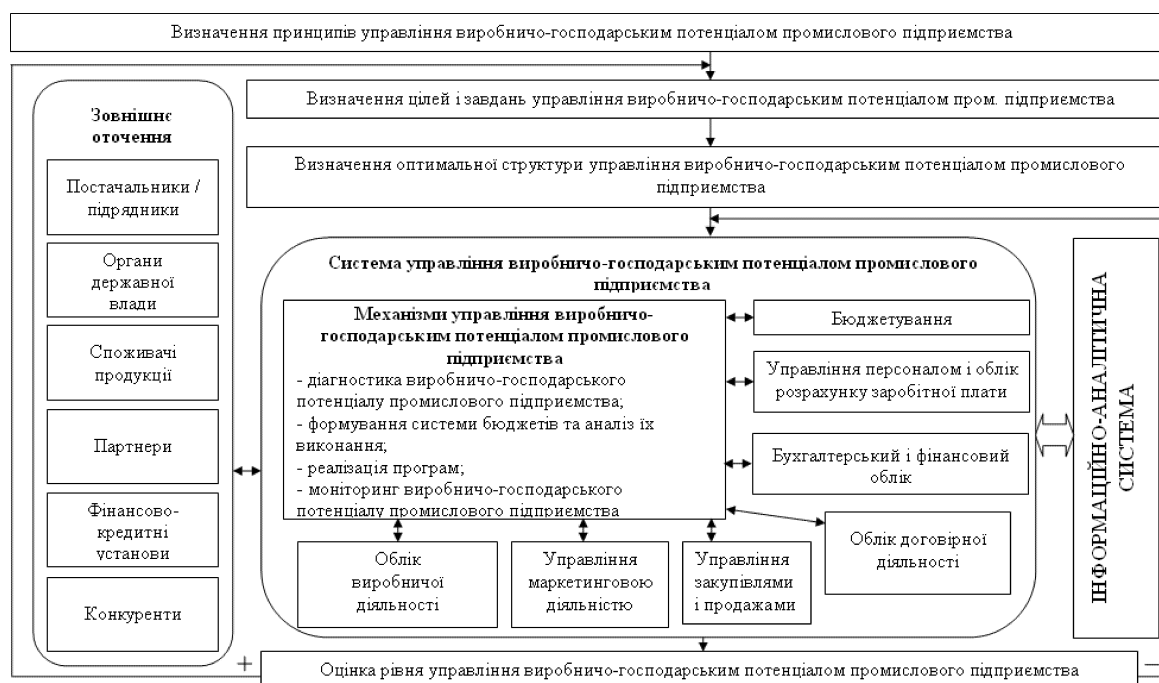 Визначення принципів управління виробничо-господарським потенціалом промислового підприємства
Визначення цілей і завдань управління виробничо-господарським потенціалом пром. підприємства
Визначення оптимальної структури управління виробничо-господарським потенціалом промислового
підприємства
Зовнішнє
оточення
Постачальники /
підрядники
Органи
державної
влади
Споживачі
продукції
Партнери
Фінансово-
кредитні
установи
Конкуренти
Система управління виробничо-господарським потенціалом промислового
підприємства
Механізми управління виробничо-
господарським потенціалом промислового
підприємства
- діагностика виробничо-господарського
потенціалу промислового підприємства;
- формування системи бюджетів та аналіз їх
виконання;
- реалізація програм;
- моніторинг виробничо-господарського
потенціалу промислового підприємства
Бюджетування
Управління персоналом і облік
розрахунку заробітної плати
Бухгалтерський і фінансовий
облік
Облік договірної
діяльності
Облік
виробничої
діяльності
Управління
маркетинговою
діяльністю
Управління
закупівлями
і продажами
ІНФОРМАЦІЙНО-АНАЛІТИЧНА
СИСТЕМА
+
Оцінка рівня управління виробничо-господарським потенціалом промислового підприємства
—